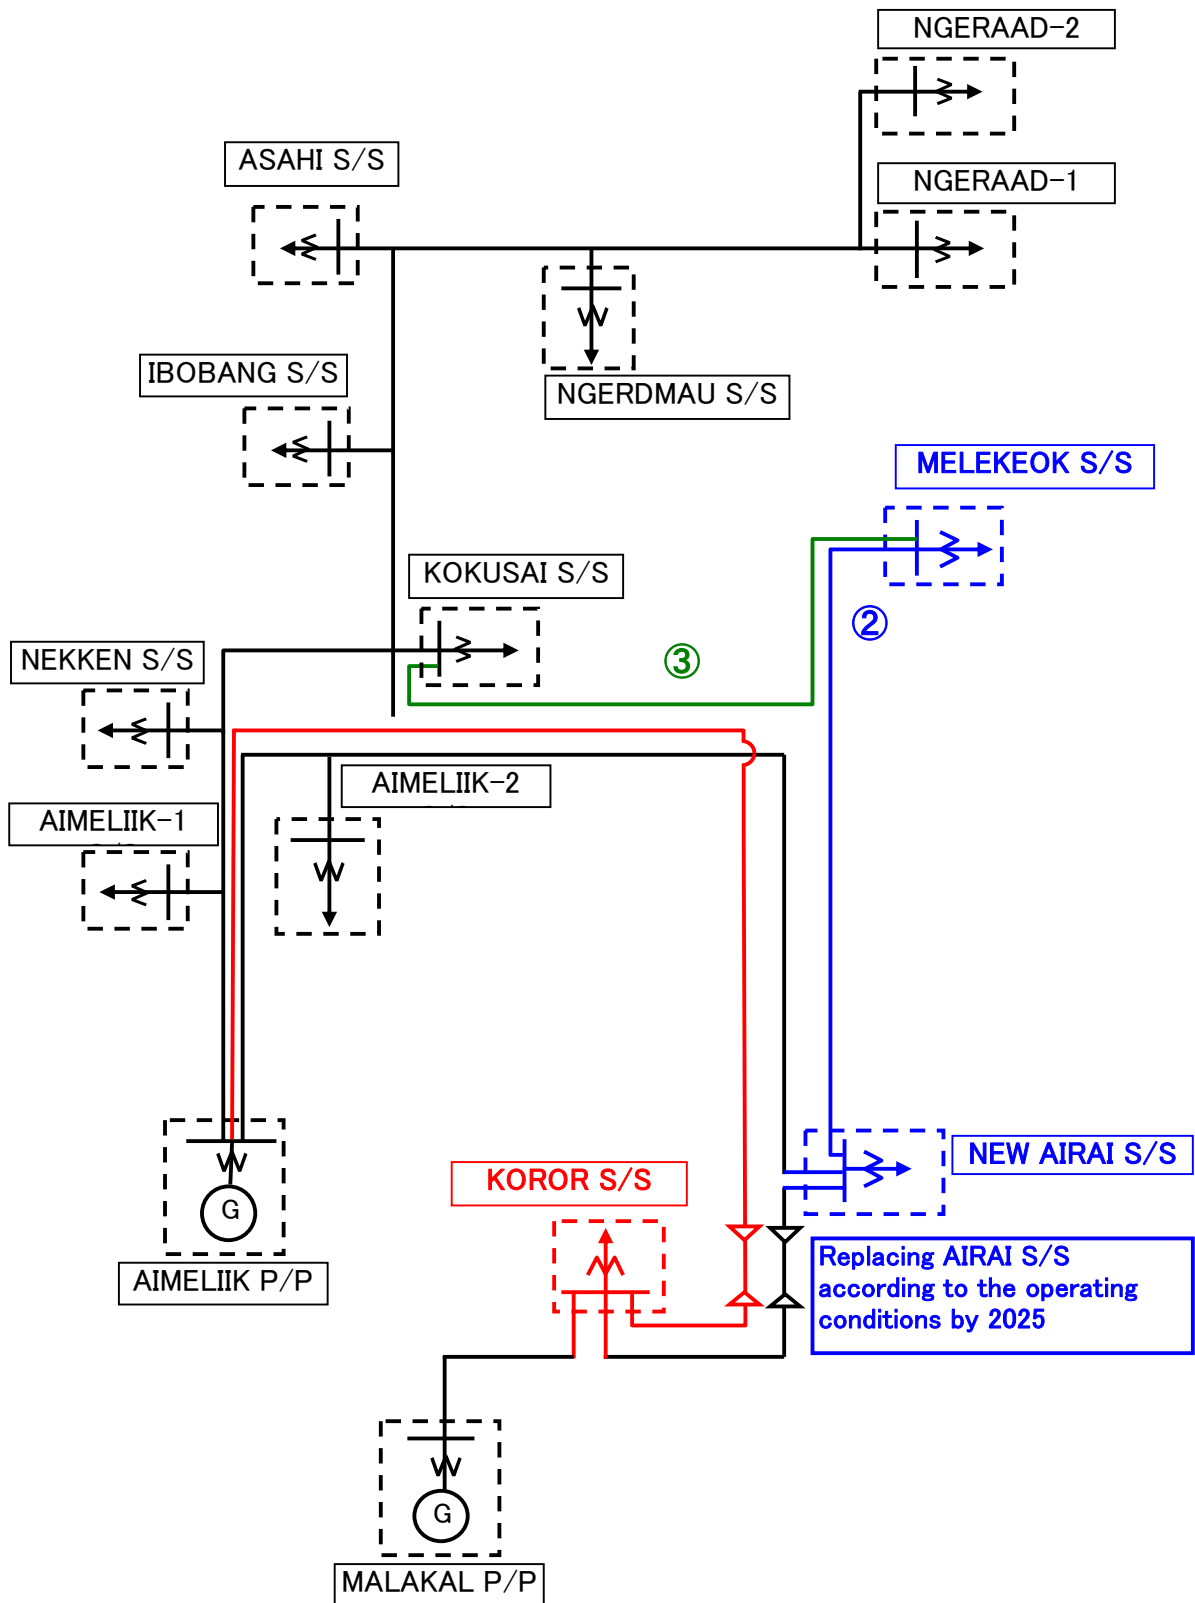 NGERAAD-2
ASAHI S/S
NGERAAD-1
IBOBANG S/S
NGERDMAU S/S
MELEKEOK S/S
KOKUSAI S/S
②
NEKKEN S/S
③
AIMELIIK-2
AIMELIIK-1
NEW AIRAI S/S
KOROR S/S
G
AIMELIIK P/P
Replacing AIRAI S/S
according to the operating
conditions by 2025
G
MALAKAL P/P